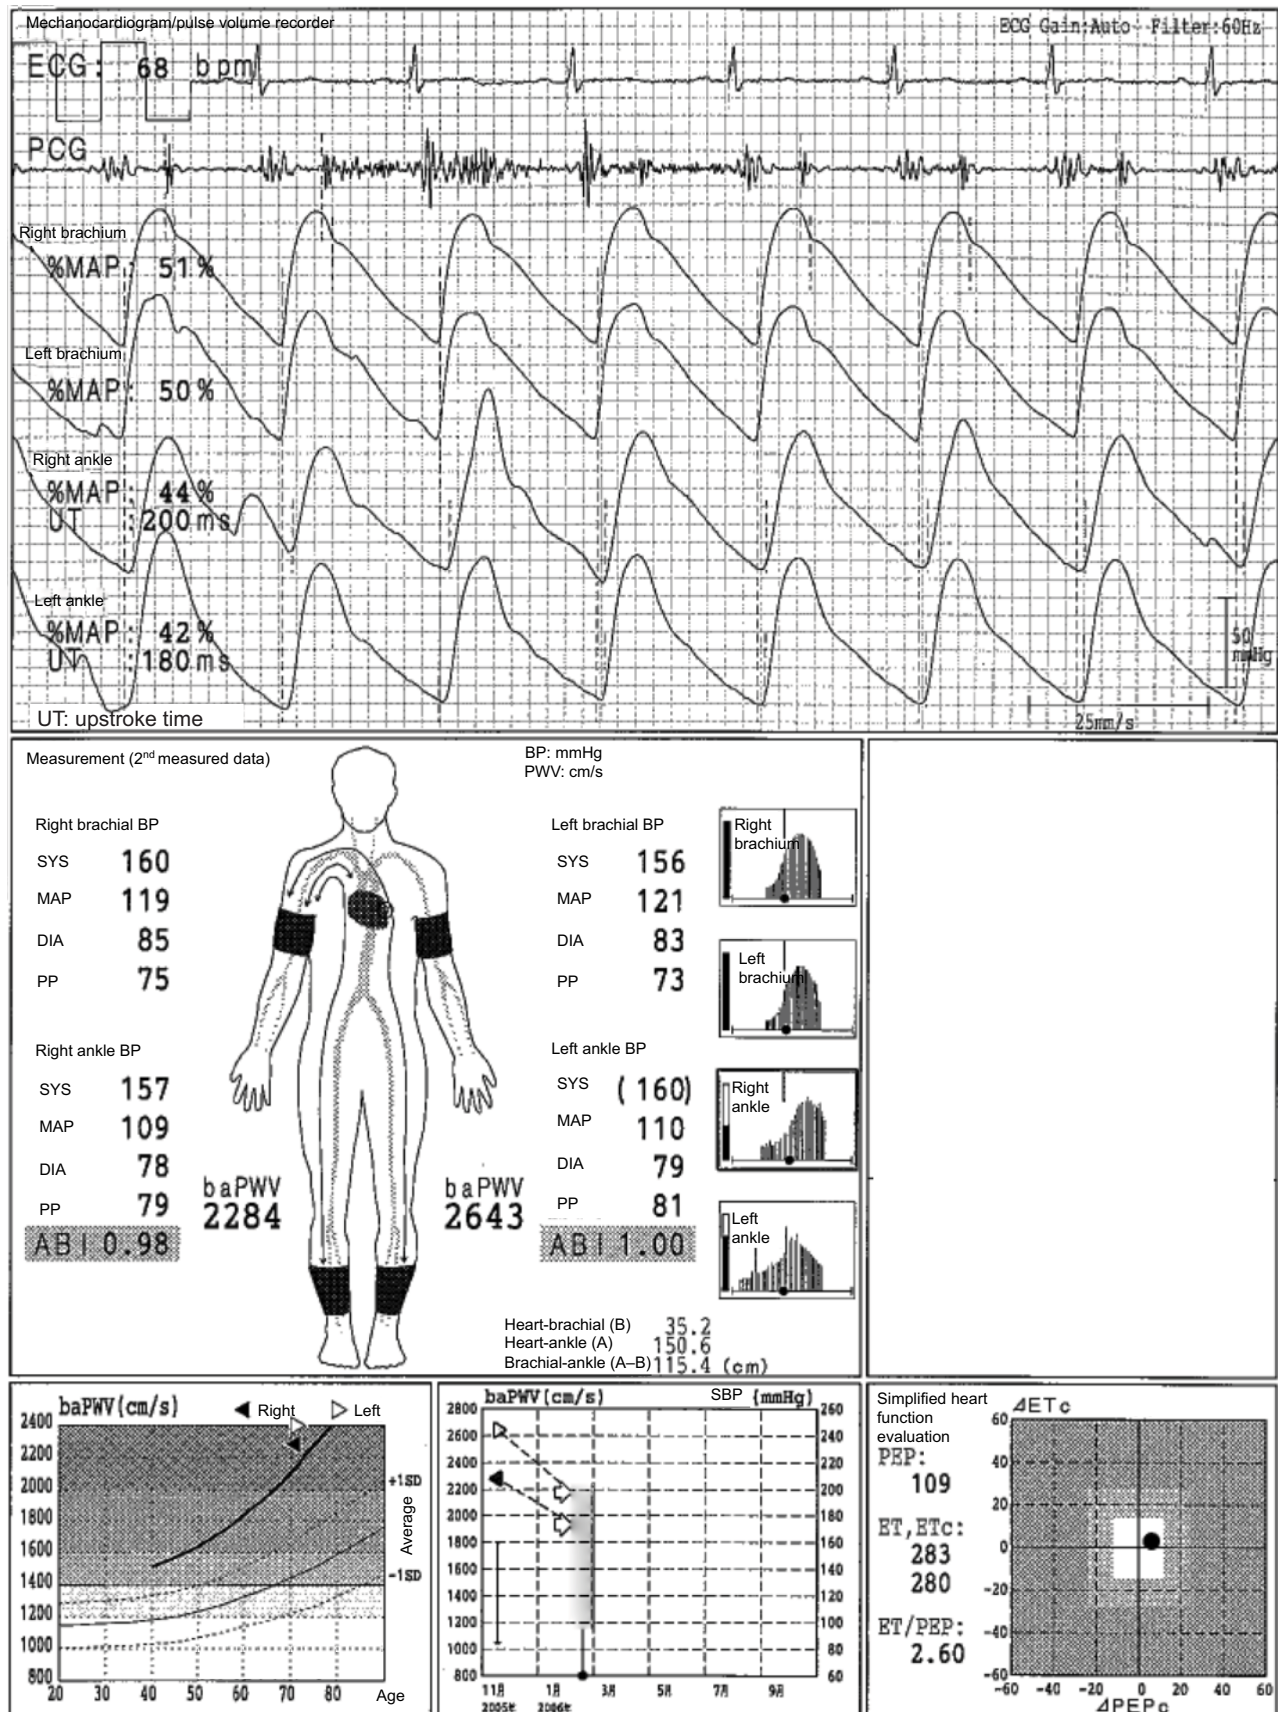 Mechanocardiogram/pulse volume recorder
ECG Gain:Auto Filter:60Hz
ECG: 68 bpm
PCG
Right brachium
%MAP: 51%
Left brachium
%MAP: 50%
Right ankle
%MAP: 44%
UT :200ms
Left ankle
%MAP: 42%
UT :180ms
50
mmHg
UT: upstroke time
25mm/s
Measurement (2nd measured data)
BP: mmHg
PWV: cm/s
Right brachial BP
SYS 160
MAP 119
DIA 85
PP 75
Left brachial BP
SYS 156
MAP 121
DIA 83
PP 73
Right brachium
Left brachium
Right ankle BP
SYS 157
MAP 109
DIA 78
PP 79
ABI 0.98
baPWV
2284
baPWV
2643
Left ankle BP
SYS (160)
MAP 110
DIA 79
PP 81
ABI 1.00
Right ankle
Left ankle
Heart-brachial (B) 35.2
Heart-ankle (A) 150.6
Brachial-ankle (A–B) 115.4 (cm)
baPWV(cm/s)
Right Left
2400
2200
2000
1800
1600
1400
1200
1000
800
20 30 40 50 60 70 80 Age
+1SD
Average
-1SD
baPWV(cm/s) SBP (mmHg)
2800 260
2600 240
2400 220
2200 200
2000 180
1800 160
1600 140
1400 120
1200 100
1000 80
800 60
11月 1月 3月 5月 7月 9月
2005年 2006年
Simplified heart
function
evaluation
PEP:
109
ET,ETc:
283
280
ET/PEP:
2.60
ΔETc
60
40
20
0
-20
-40
-60
-60 -40 -20 0 20 40 60
ΔPEPc